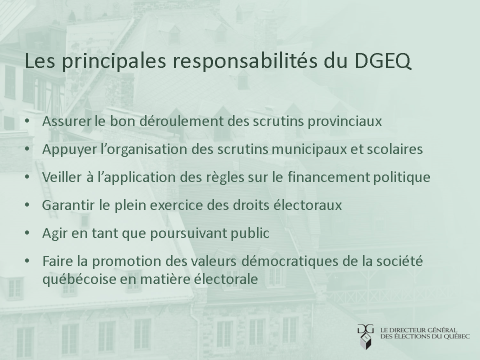 Les principales responsabilités du DGEQ
• Assurer le bon déroulement des scrutins provinciaux
• Appuyer l'organisation des scrutins municipaux et scolaires
• Veiller à l'application des règles sur le financement politique
• Garantir le plein exercice des droits électoraux
• Agir en tant que poursuivant public
• Faire la promotion des valeurs démocratiques de la société
québécoise en matière électorale
LE DIRECTEUR GÉNÉRAL
DES ÉLECTIONS DU QUÉBEC